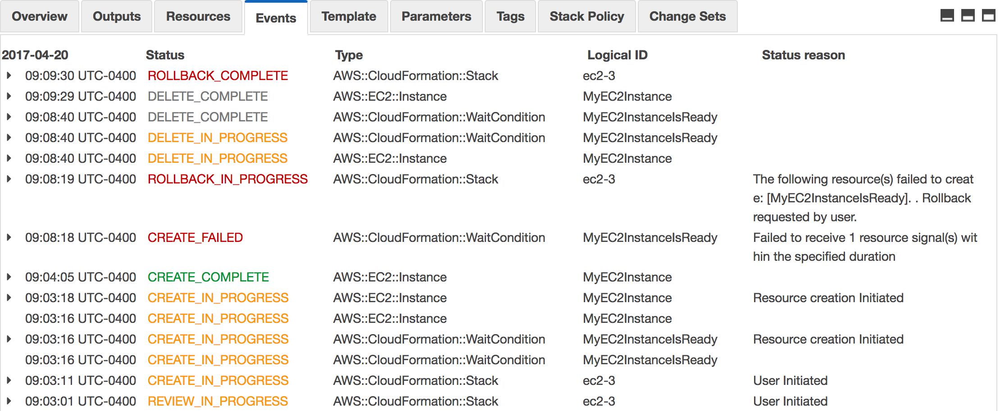 Overview Outputs Resources Events Template Parameters Tags Stack Policy Change Sets
2017-04-20 Status Type Logical ID Status reason
09:09:30 UTC-0400 ROLLBACK_COMPLETE AWS::CloudFormation::Stack ec2-3
09:09:29 UTC-0400 DELETE_COMPLETE AWS::EC2::Instance MyEC2Instance
09:08:40 UTC-0400 DELETE_COMPLETE AWS::CloudFormation::WaitCondition MyEC2InstanceIsReady
09:08:40 UTC-0400 DELETE_IN_PROGRESS AWS::CloudFormation::WaitCondition MyEC2InstanceIsReady
09:08:40 UTC-0400 DELETE_IN_PROGRESS AWS::EC2::Instance MyEC2Instance
09:08:19 UTC-0400 ROLLBACK_IN_PROGRESS AWS::CloudFormation::Stack ec2-3 The following resource(s) failed to creat
e: [MyEC2InstanceIsReady]. . Rollback
requested by user.
09:08:18 UTC-0400 CREATE_FAILED AWS::CloudFormation::WaitCondition MyEC2InstanceIsReady Failed to receive 1 resource signal(s) wit
hin the specified duration
09:04:05 UTC-0400 CREATE_COMPLETE AWS::EC2::Instance MyEC2Instance
09:03:18 UTC-0400 CREATE_IN_PROGRESS AWS::EC2::Instance MyEC2Instance Resource creation Initiated
09:03:16 UTC-0400 CREATE_IN_PROGRESS AWS::EC2::Instance MyEC2Instance
09:03:16 UTC-0400 CREATE_IN_PROGRESS AWS::CloudFormation::WaitCondition MyEC2InstanceIsReady Resource creation Initiated
09:03:16 UTC-0400 CREATE_IN_PROGRESS AWS::CloudFormation::WaitCondition MyEC2InstanceIsReady
09:03:11 UTC-0400 CREATE_IN_PROGRESS AWS::CloudFormation::Stack ec2-3 User Initiated
09:03:01 UTC-0400 REVIEW_IN_PROGRESS AWS::CloudFormation::Stack ec2-3 User Initiated